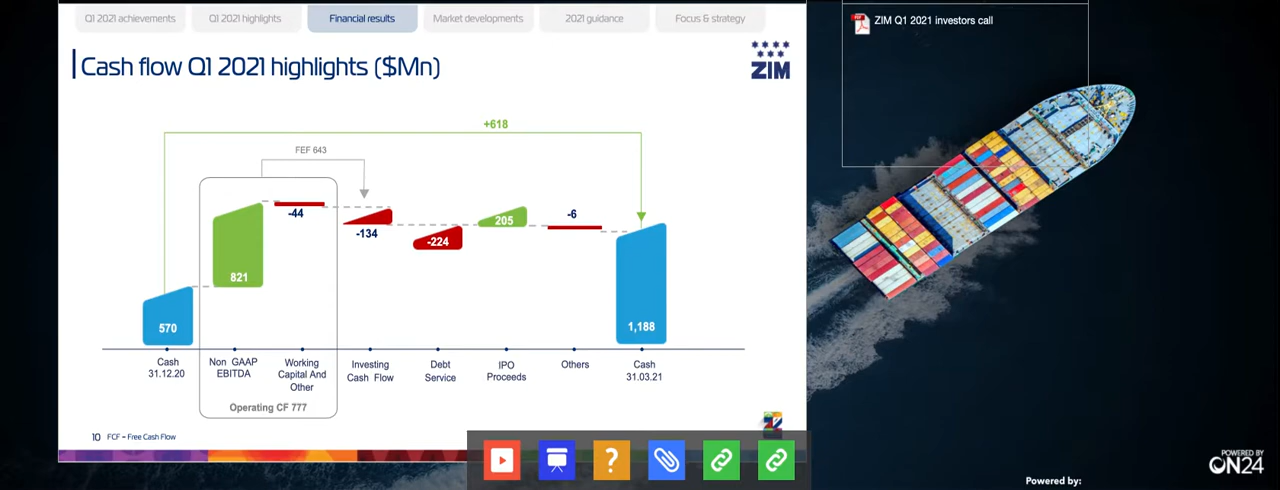 Q1 2021 achievements
Q1 2021 highlights
Financial results
Market developments
2021 guidance
Focus & strategy
ZIM Q1 2021 investors call
Cash flow Q1 2021 highlights ($Mn)
ZIM
+618
FEF 643
570
821
-44
-134
-224
205
-6
1,188
Cash
31.12.20
Non GAAP
EBITDA
Working
Capital And
Other
Investing
Cash Flow
Debt
Service
IPO
Proceeds
Others
Cash
31.03.21
Operating CF 777
10 FCF – Free Cash Flow
?
POWERED BY
ON24
Powered by: